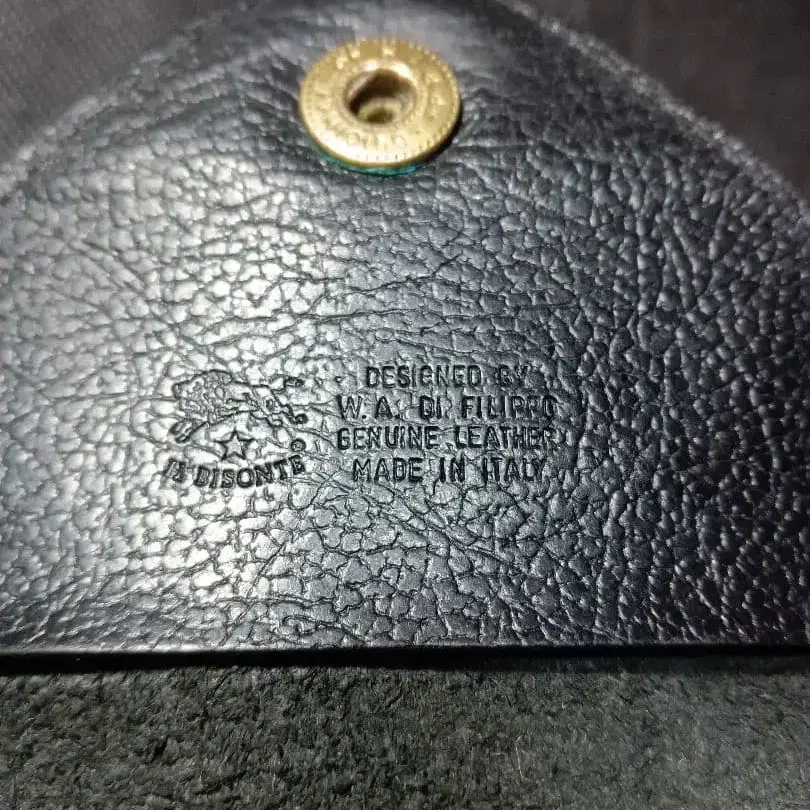 IL BISONTE
DESIGNED BY
W. A. DI FILIPPO
GENUINE LEATHER
MADE IN ITALY